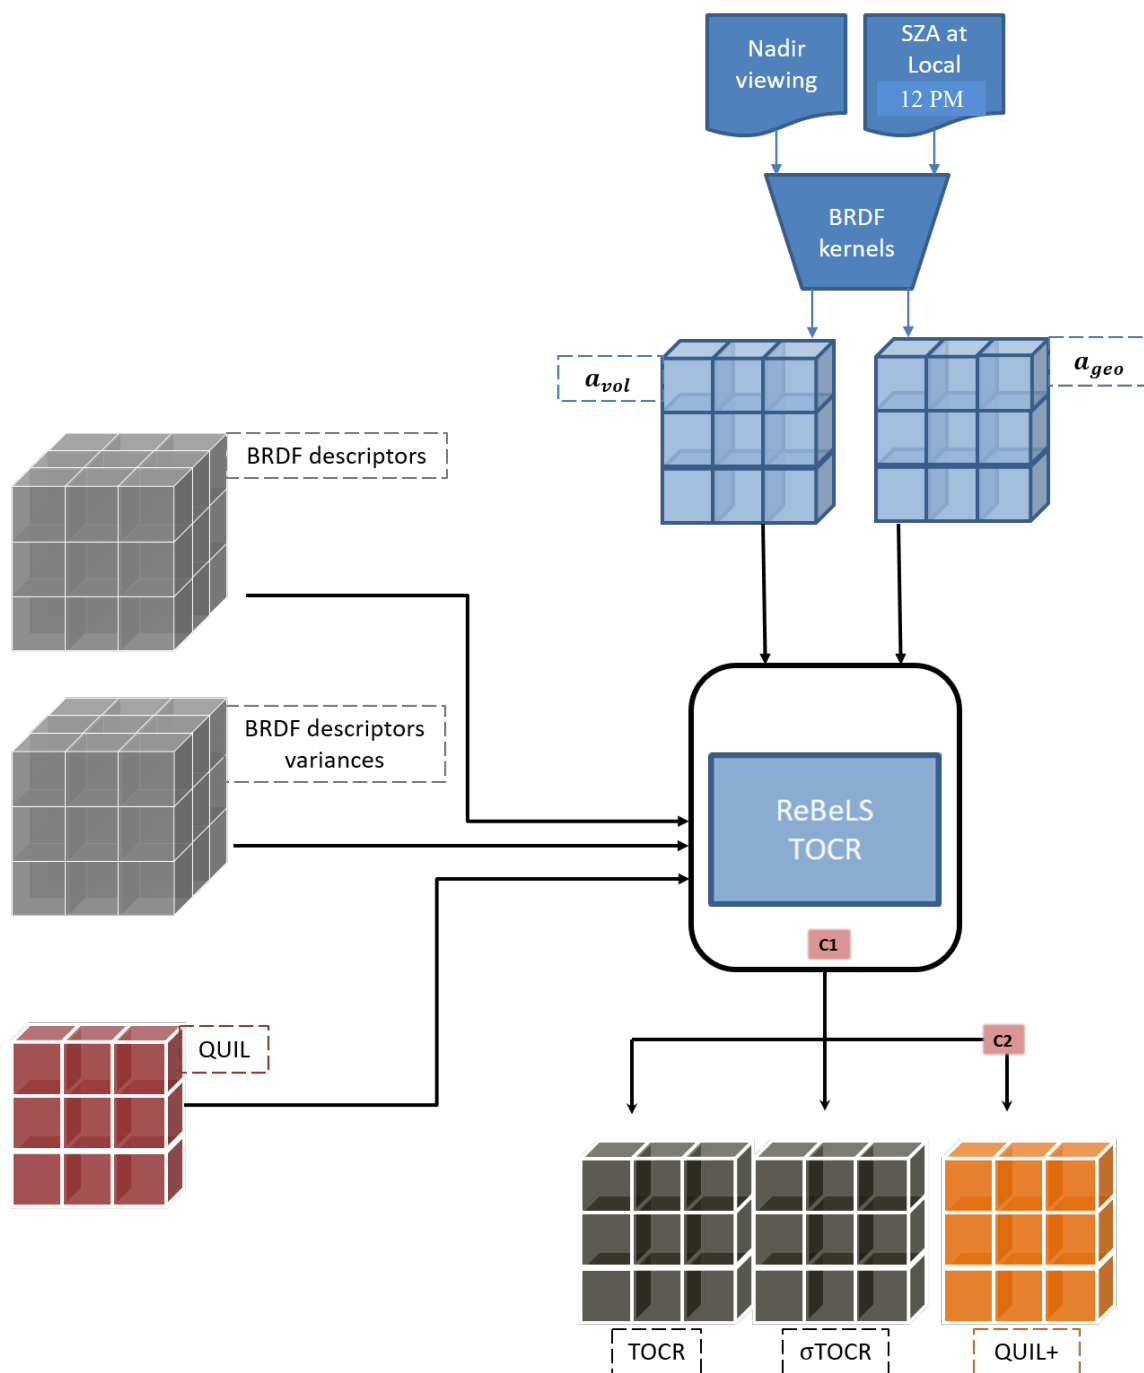 Nadir
viewing
SZA at
Local
12 PM
BRDF
kernels
a_vol
a_geo
BRDF descriptors
BRDF descriptors
variances
ReBeLS
TOCR
C1
QUIL
C2
TOCR
σTOCR
QUIL+